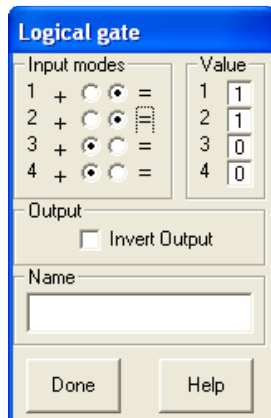 Logical gate
Input modes Value
1 + = 1 1
2 + = 2 1
3 + = 3 0
4 + = 4 0
Output
Invert Output
Name
Done Help